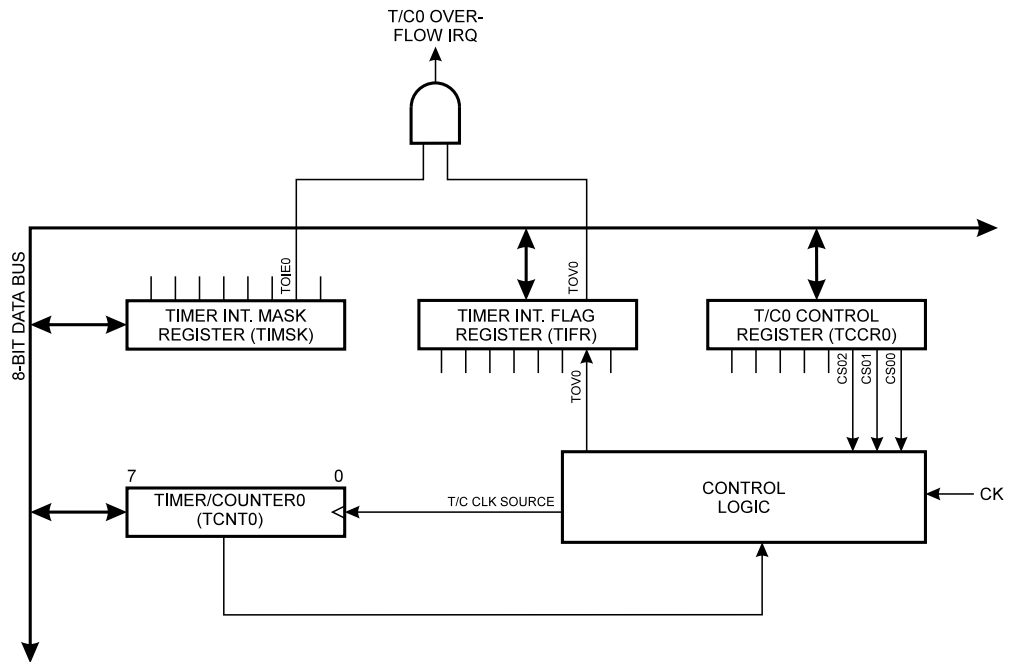 T/C0 OVER-
FLOW IRQ
8-BIT DATA BUS
TOIE0
TOV0
TIMER INT. MASK
REGISTER (TIMSK)
TIMER INT. FLAG
REGISTER (TIFR)
T/C0 CONTROL
REGISTER (TCCR0)
TOV0
CS02
CS01
CS00
7
0
TIMER/COUNTER0
(TCNT0)
T/C CLK SOURCE
CONTROL
LOGIC
CK